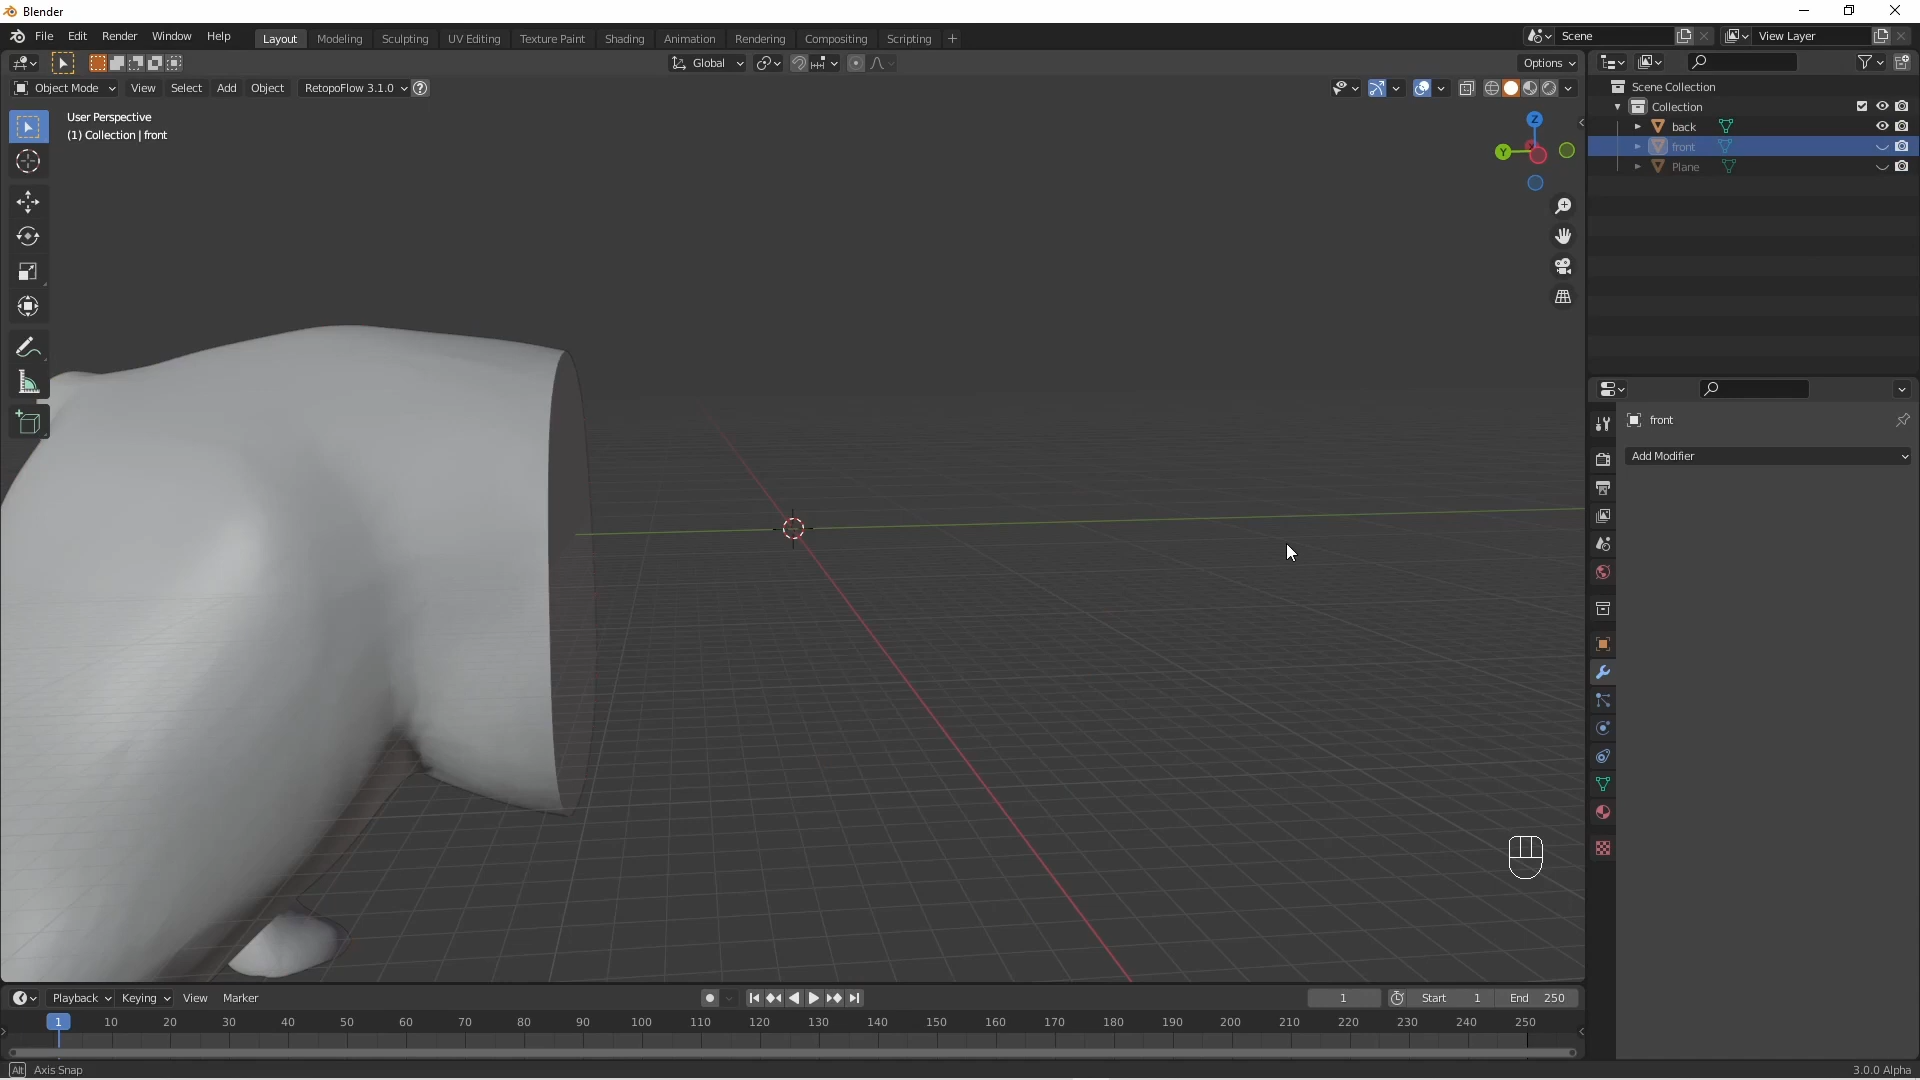 Blender
File Edit Render Window Help
Layout Modeling Sculpting UV Editing Texture Paint Shading Animation Rendering Compositing Scripting +
Scene
View Layer
Global
Options
Object Mode View Select Add Object RetopoFlow 3.1.0
User Perspective
(1) Collection | front
Z
Y
Scene Collection
Collection
back
front
Plane
front
Add Modifier
Playback Keying View Marker
1
Start 1
End 250
1 10 20 30 40 50 60 70 80 90 100 110 120 130 140 150 160 170 180 190 200 210 220 230 240 250
Alt Axis Snap
3.0.0 Alpha